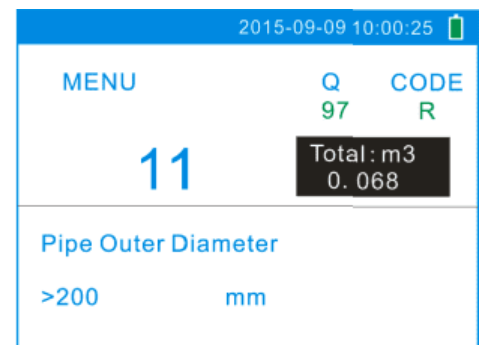 2015-09-09 10:00:25
MENU Q CODE
97 R
11
Total:m3
0.068
Pipe Outer Diameter
>200 mm